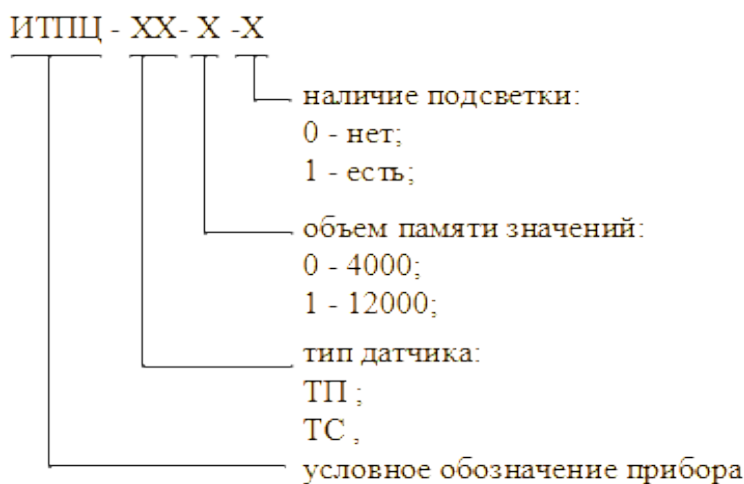 ИТПЦ - ХХ- Х -Х
наличие подсветки:
0 - нет;
1 - есть;
объем памяти значений:
0 - 4000;
1 - 12000;
тип датчика:
ТП ;
ТС ,
условное обозначение прибора